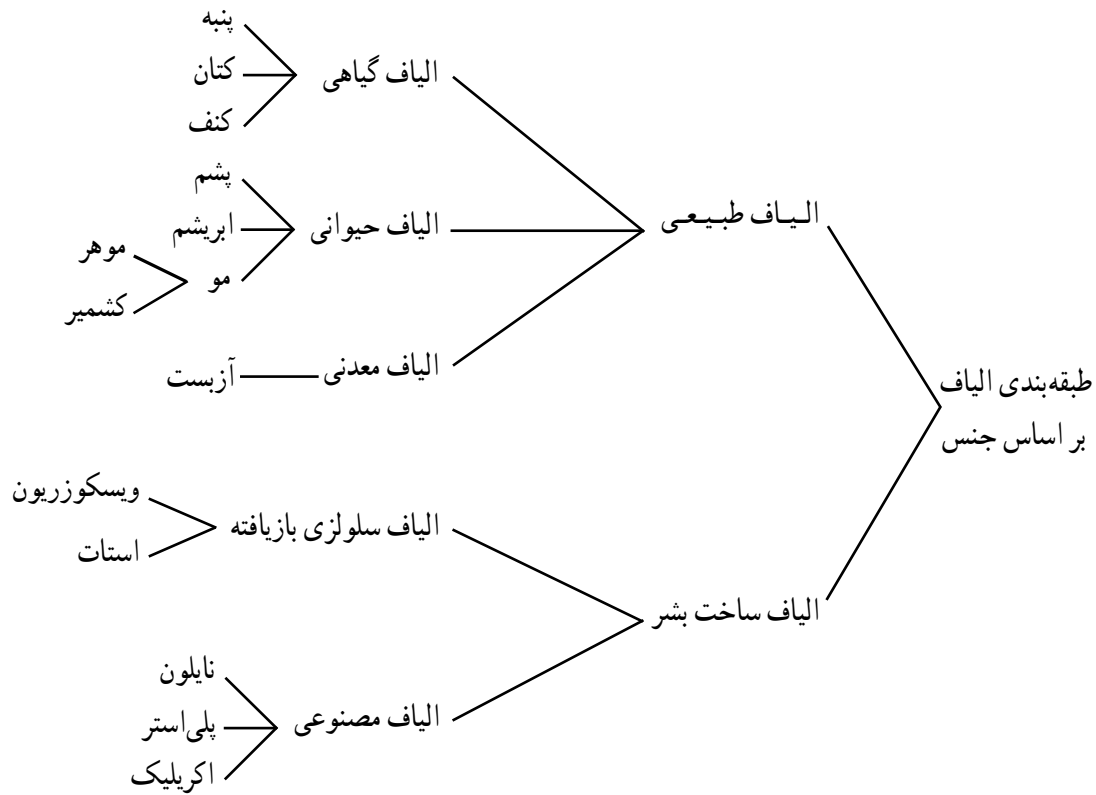 طبقه‌بندی الیاف
بر اساس جنس
الیاف طبیعی
الیاف گیاهی
پنبه
کتان
کنف
الیاف حیوانی
پشم
ابریشم
مو
موهر
کشمیر
الیاف معدنی
آزبست
الیاف ساخت بشر
الیاف سلولزی بازیافته
ویسکوزریون
استات
الیاف مصنوعی
نایلون
پلی‌استر
اکریلیک